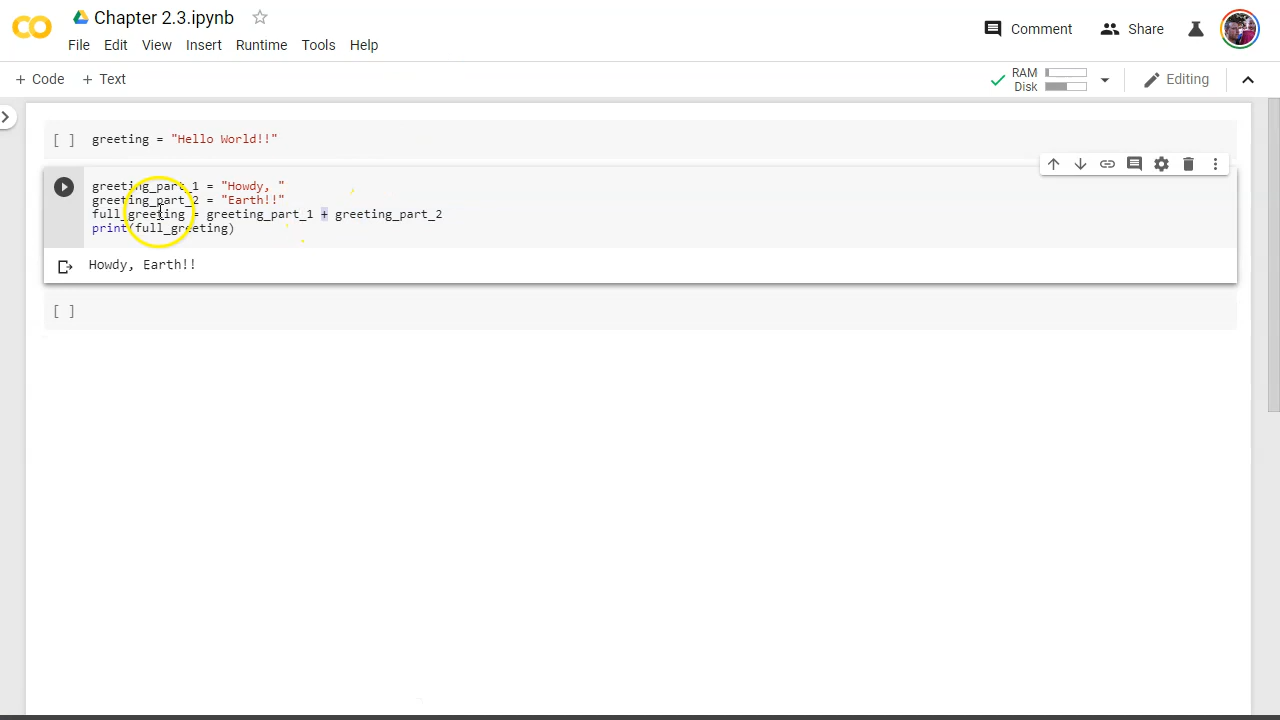 Chapter 2.3.ipynb
Comment
Share
File Edit View Insert Runtime Tools Help
+ Code + Text
RAM
Disk
Editing
[ ] greeting = "Hello World!!"
greeting_part_1 = "Howdy, "
greeting_part_2 = "Earth!!"
full_greeting = greeting_part_1 + greeting_part_2
print(full_greeting)
Howdy, Earth!!
[ ]